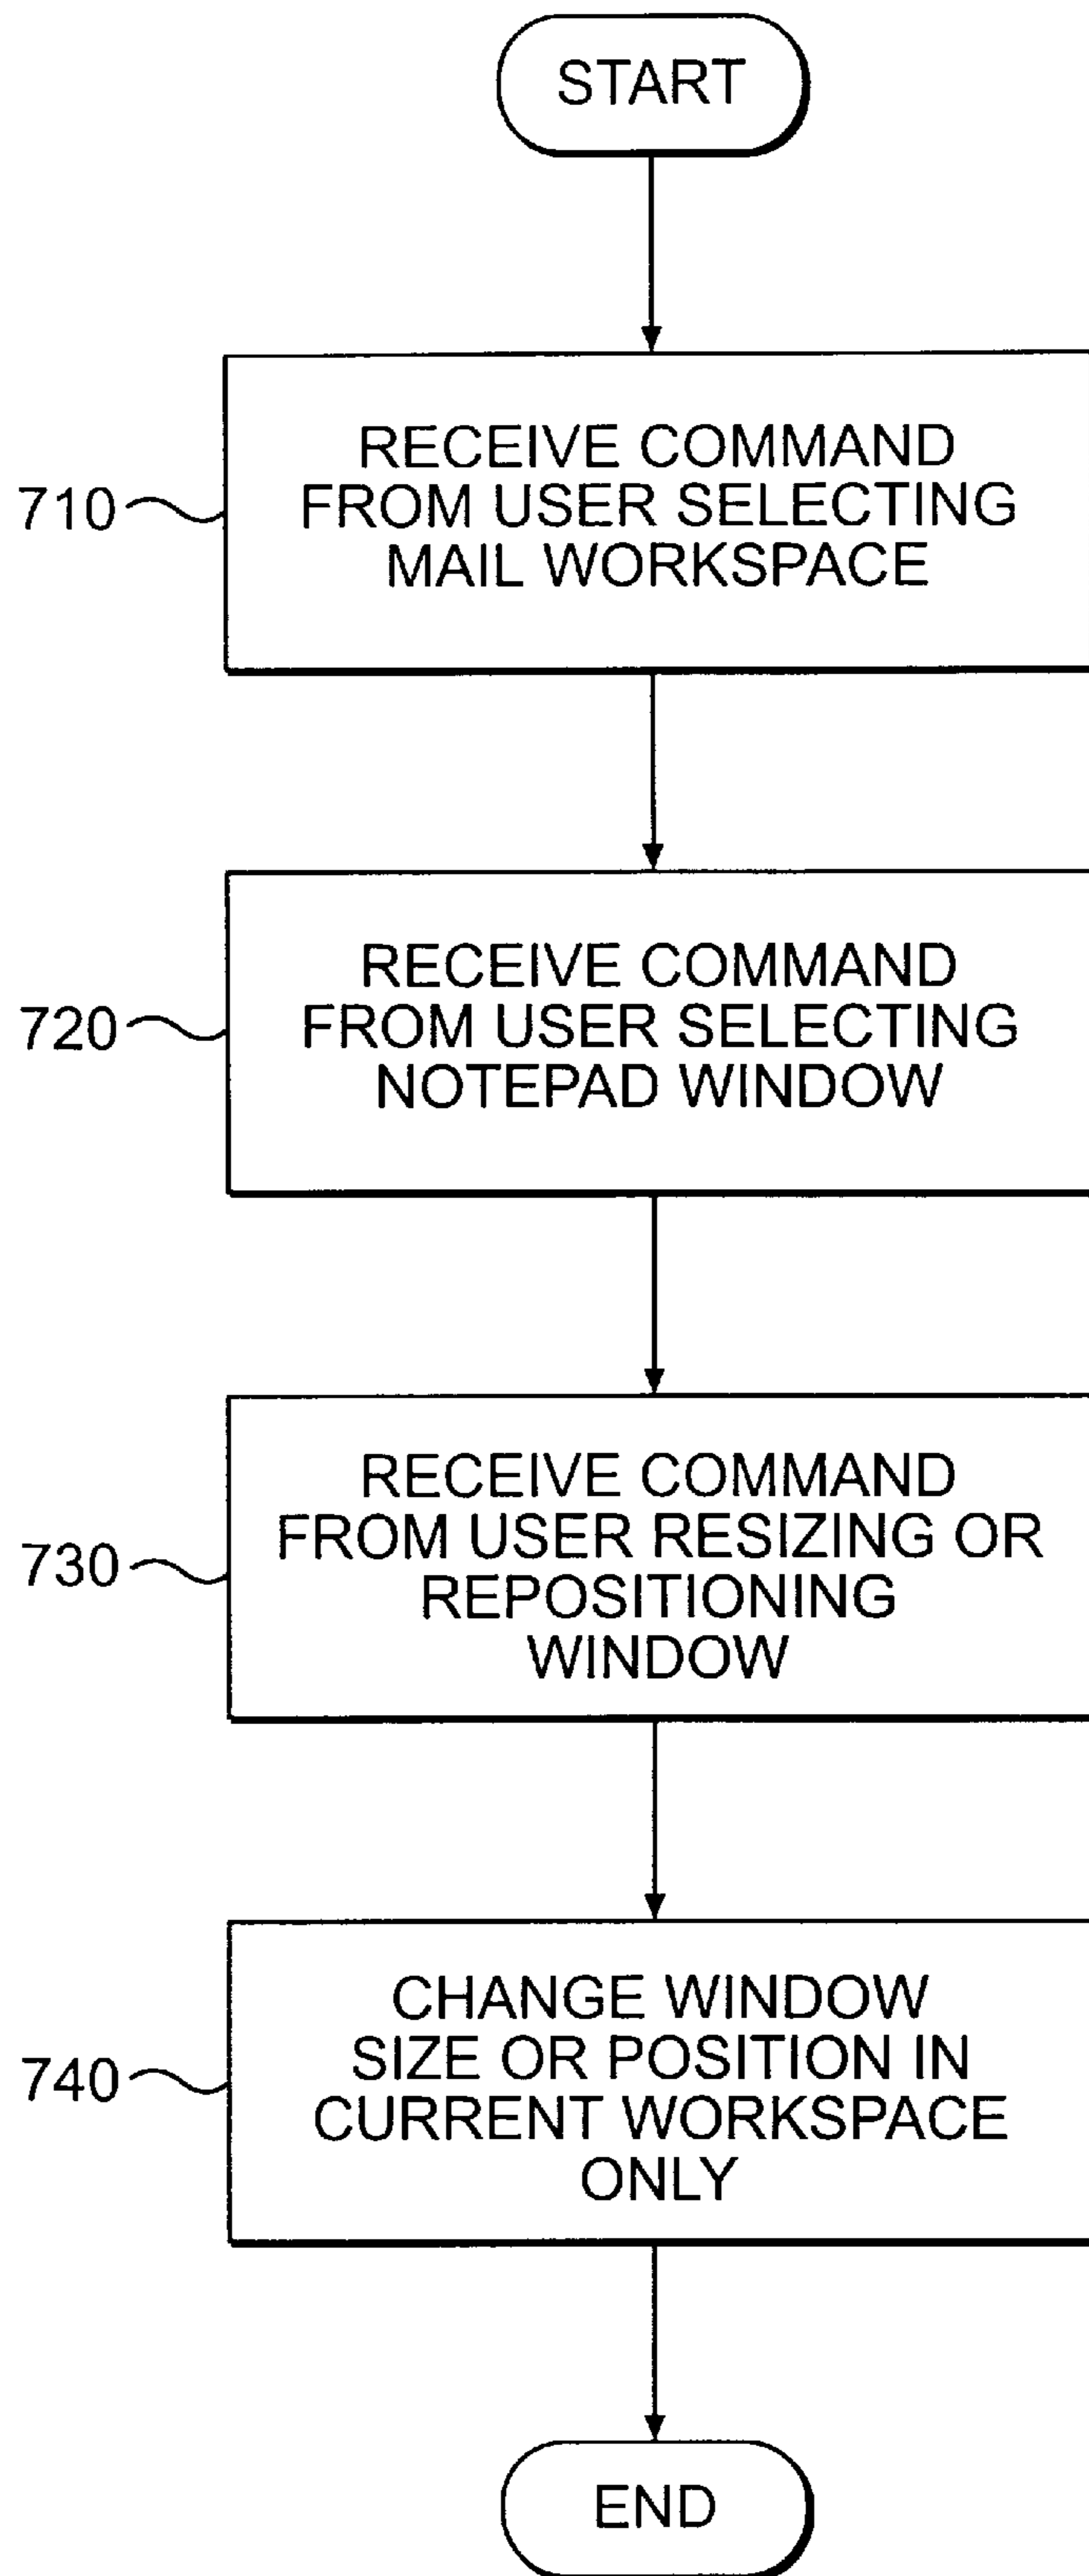 START
RECEIVE COMMAND
FROM USER SELECTING
MAIL WORKSPACE
710
RECEIVE COMMAND
FROM USER SELECTING
NOTEPAD WINDOW
720
RECEIVE COMMAND
FROM USER RESIZING OR
REPOSITIONING
WINDOW
730
CHANGE WINDOW
SIZE OR POSITION IN
CURRENT WORKSPACE
ONLY
740
END